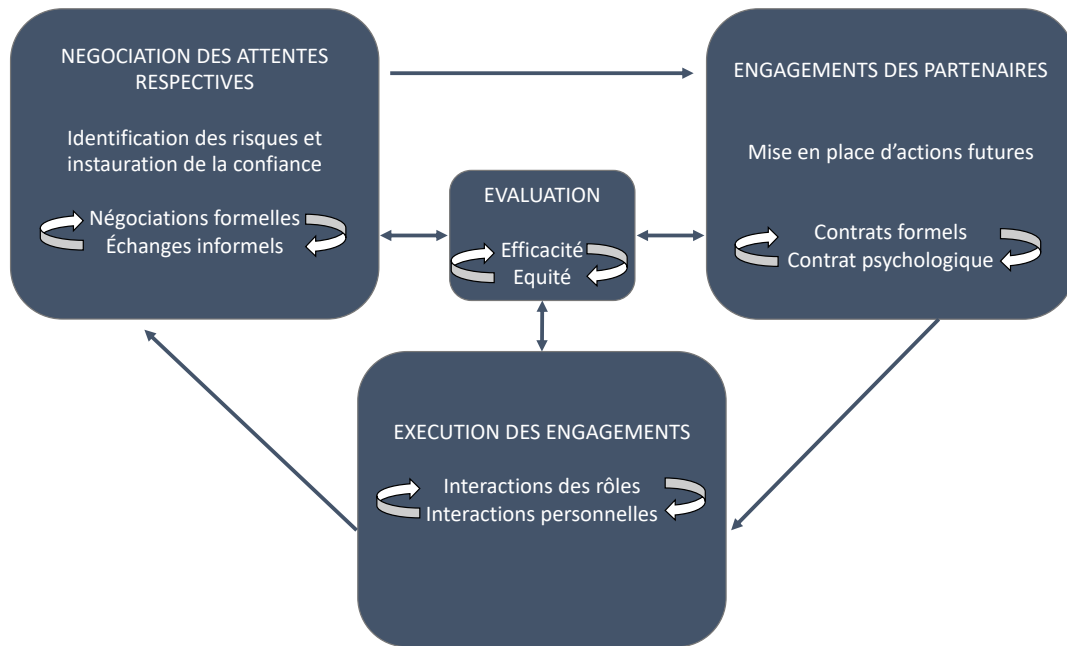 NEGOCIATION DES ATTENTES
RESPECTIVES
Identification des risques et
instauration de la confiance
Négociations formelles
Échanges informels
ENGAGEMENTS DES PARTENAIRES
Mise en place d’actions futures
Contrats formels
Contrat psychologique
EVALUATION
Efficacité
Equité
EXECUTION DES ENGAGEMENTS
Interactions des rôles
Interactions personnelles